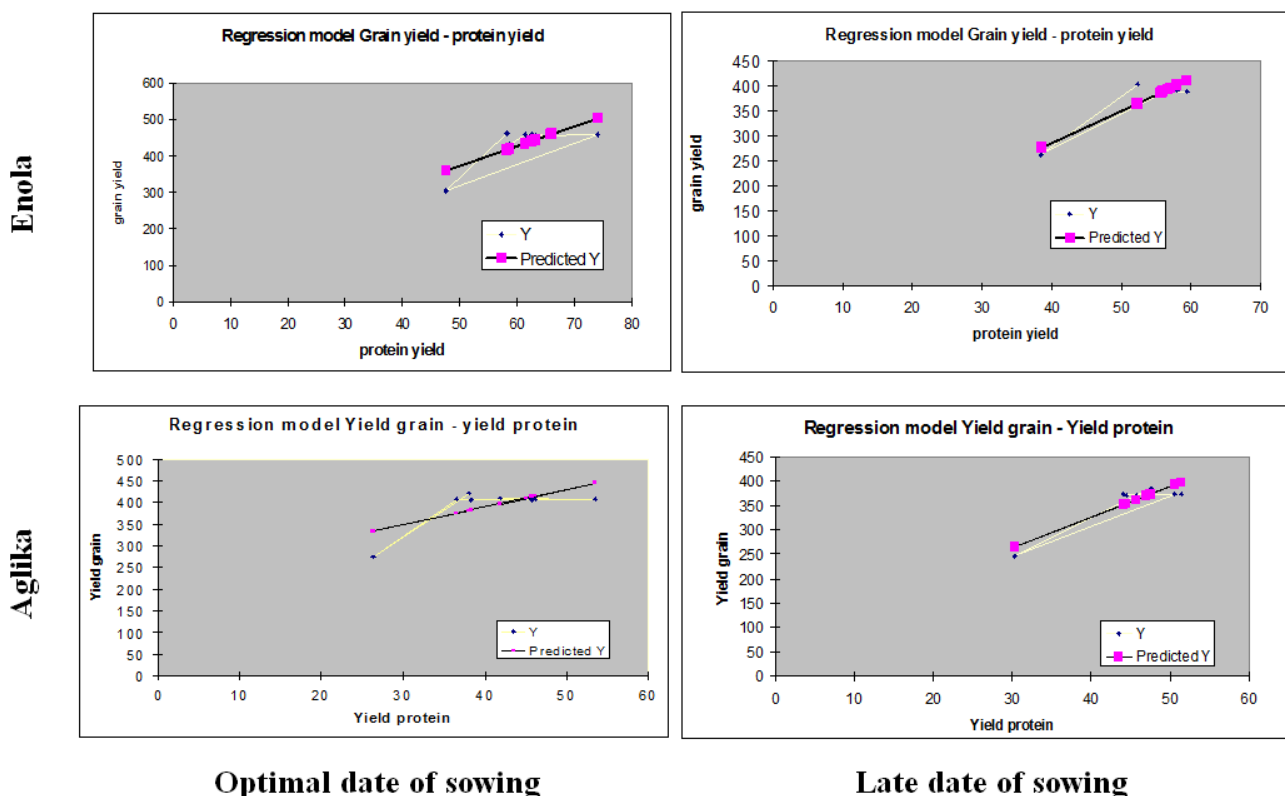 Enola
Regression model Grain yield - protein yield
grain yield
600
500
400
300
200
100
0
0 10 20 30 40 50 60 70 80
protein yield
Y
Predicted Y
Regression model Grain yield - protein yield
grain yield
450
400
350
300
250
200
150
100
50
0
0 10 20 30 40 50 60 70
protein yield
Y
Predicted Y
Aglika
Regression model Yield grain - yield protein
Yield grain
500
450
400
350
300
250
200
150
100
50
0
0 10 20 30 40 50 60
Yield protein
Y
Predicted Y
Regression model Yield grain - Yield protein
Yield grain
450
400
350
300
250
200
150
100
50
0
0 10 20 30 40 50 60
Yield protein
Y
Predicted Y
Optimal date of sowing
Late date of sowing